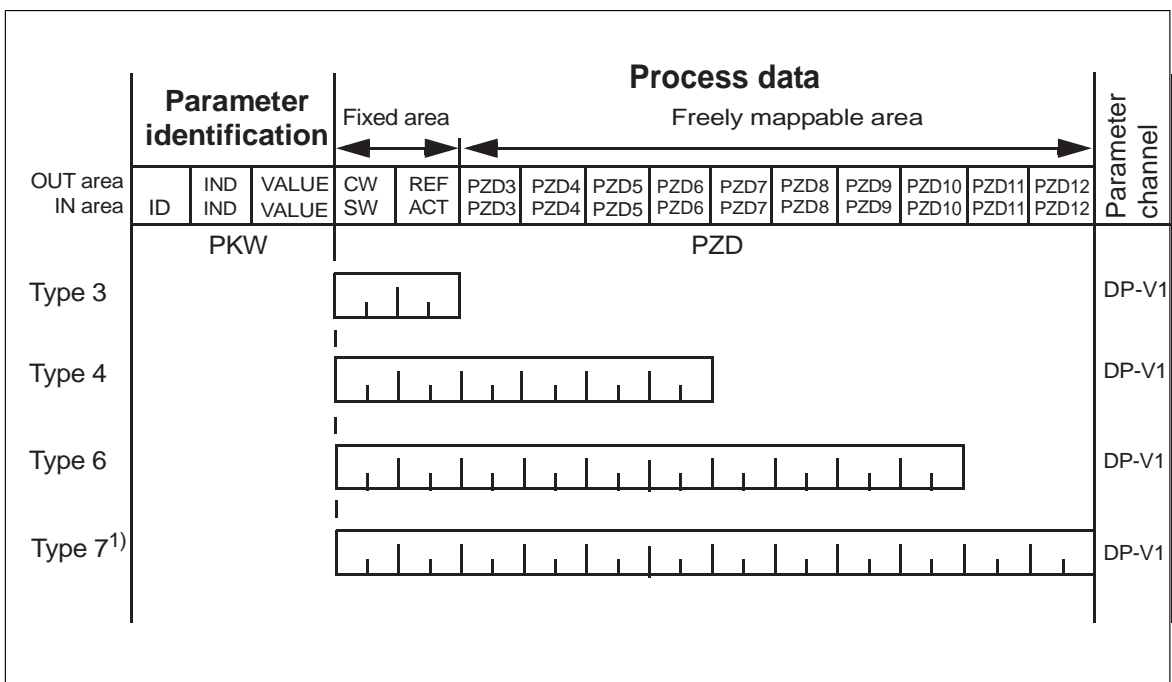 Process data
Parameter
identification
Fixed area
Freely mappable area
Parameter
channel
OUT area IND VALUE CW REF PZD3 PZD4 PZD5 PZD6 PZD7 PZD8 PZD9 PZD10 PZD11 PZD12
IN area ID IND VALUE SW ACT PZD3 PZD4 PZD5 PZD6 PZD7 PZD8 PZD9 PZD10 PZD11 PZD12
PKW PZD
Type 3 DP-V1
Type 4 DP-V1
Type 6 DP-V1
Type 7¹⁾ DP-V1